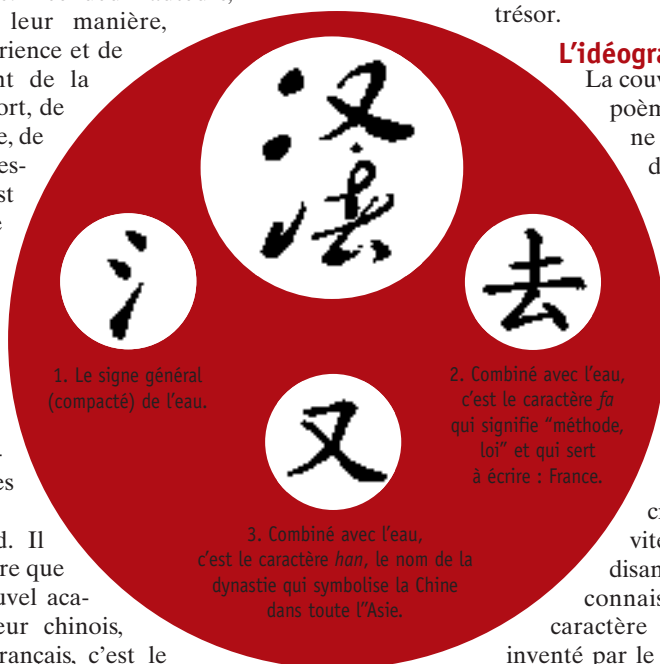 leur manière,
rience et de
nt de la
ort, de
e, de
es-
st
e
es
d. Il
re que
uvel aca-
eur chinois,
rançais, c'est le
氵
1. Le signe général
(compacté) de l'eau.
去
2. Combiné avec l'eau,
c'est le caractère fa
qui signifie "méthode,
loi" et qui sert
à écrire : France.
又
3. Combiné avec l'eau,
c'est le caractère han, le nom de la
dynastie qui symbolise la Chine
dans toute l"Asie.
trésor.
L'idéogra
La couv
poèm
ne
d
vite
disan
connais
caractère
inventé par le